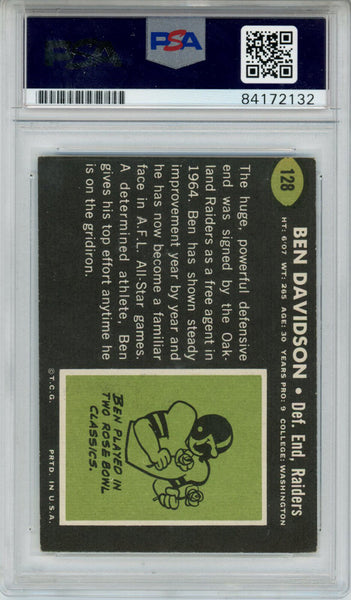 PSA
PSA
84172132
128
BEN DAVIDSON • Def. End, Raiders
HT: 6/07 WT: 265 AGE: 30 YEARS PRO: 9 COLLEGE: WASHINGTON
The huge, powerful defensive
end was signed by the Oak-
land Raiders as a free agent in
1964. Ben has shown steady
improvement year by year and
he has now become a familiar
face in A.F.L. All-Star games.
A determined athlete, Ben
gives his top effort anytime he
is on the gridiron.
BEN PLAYED IN
TWO ROSE BOWL
CLASSICS.
©T.C.G.
PRTD. IN U.S.A.